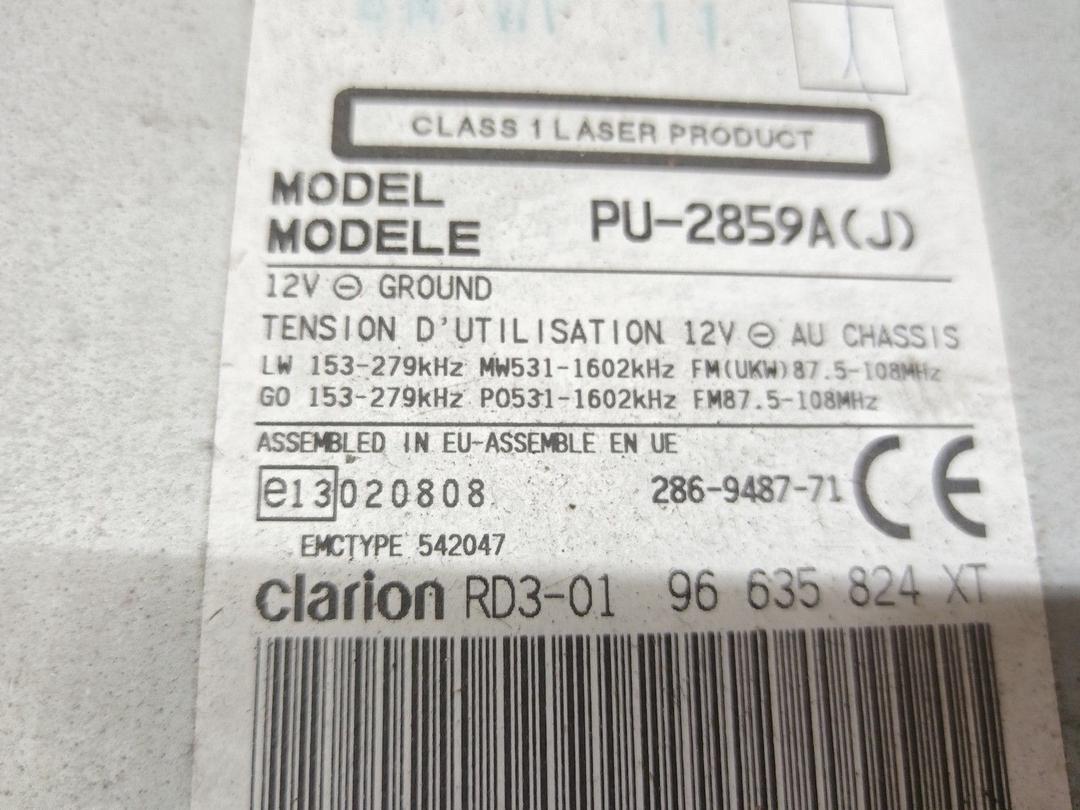 CLASS 1 LASER PRODUCT
MODEL
MODELE PU-2859A(J)
12V ⊖ GROUND
TENSION D'UTILISATION 12V ⊖ AU CHASSIS
LW 153-279kHz MW531-1602kHz FM(UKW)87.5-108MHz
GO 153-279kHz PO531-1602kHz FM87.5-108MHz
ASSEMBLED IN EU-ASSEMBLE EN UE
e13 020808 286-9487-71 CE
EMCTYPE 542047
clarion RD3-01 96 635 824 XT